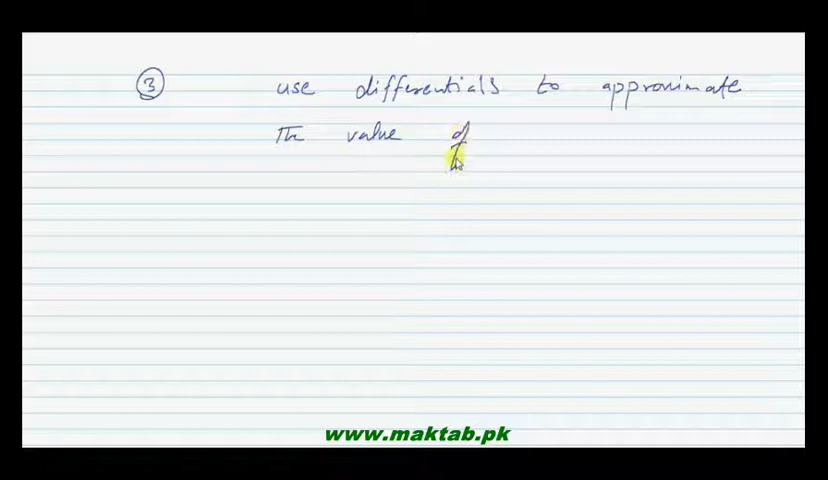 3 use differentials to approximate
The value of
www.maktab.pk